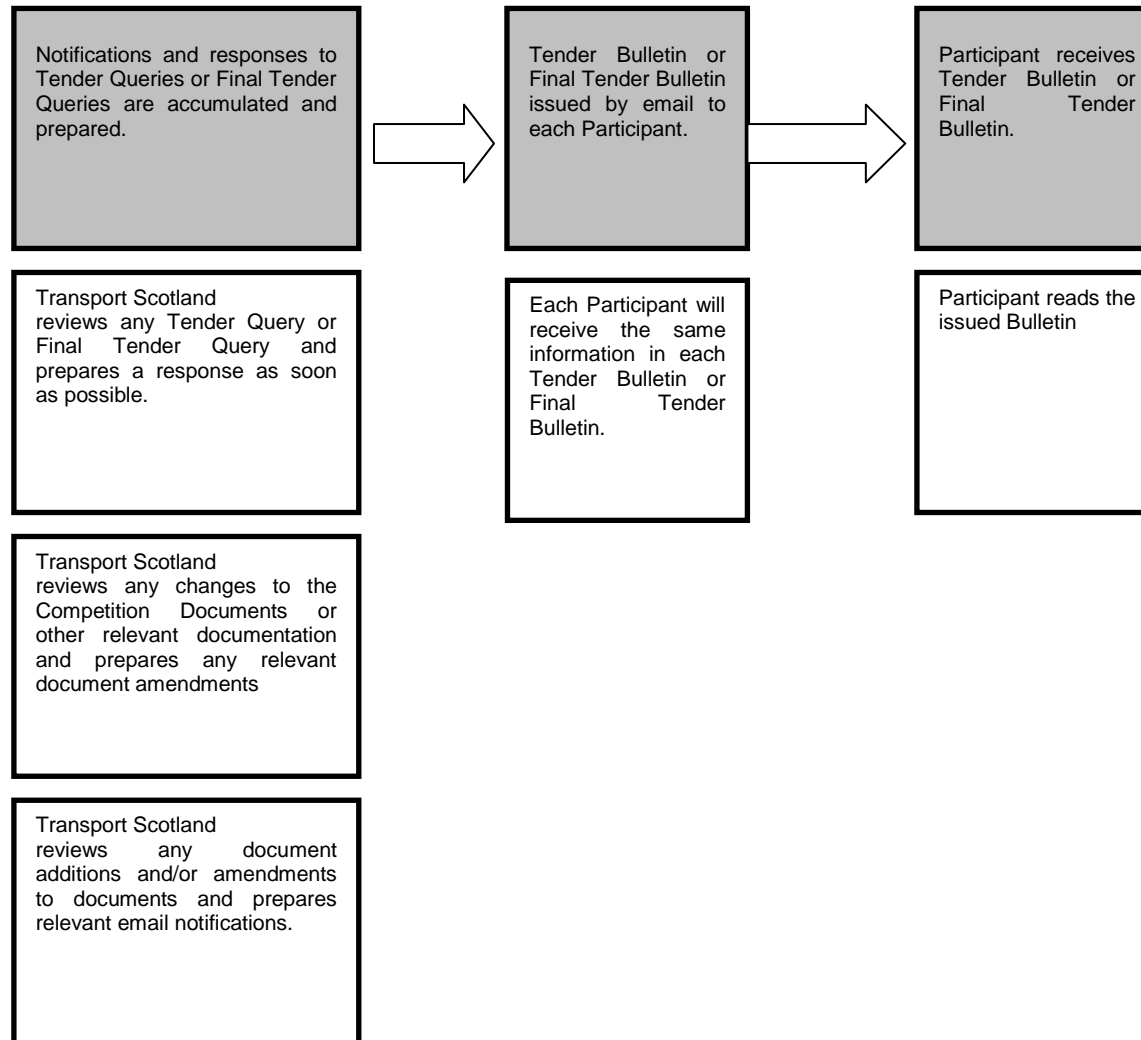 Notifications and responses to
Tender Queries or Final Tender
Queries are accumulated and
prepared.
Tender Bulletin or
Final Tender Bulletin
issued by email to
each Participant.
Participant receives
Tender Bulletin or
Final Tender
Bulletin.
Transport Scotland
reviews any Tender Query or
Final Tender Query and
prepares a response as soon
as possible.
Each Participant will
receive the same
information in each
Tender Bulletin or
Final Tender
Bulletin.
Participant reads the
issued Bulletin
Transport Scotland
reviews any changes to the
Competition Documents or
other relevant documentation
and prepares any relevant
document amendments
Transport Scotland
reviews any document
additions and/or amendments
to documents and prepares
relevant email notifications.